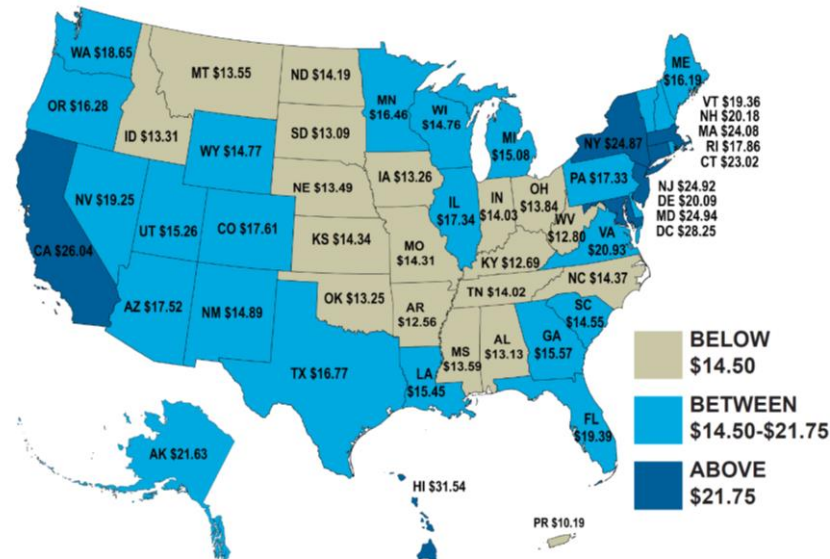 WA $18.65
MT $13.55
ND $14.19
OR $16.28
ID $13.31
SD $13.09
WY $14.77
MN
$16.46
WI
$14.76
MI
$15.08
ME
$16.19
VT $19.36
NH $20.18
MA $24.08
RI $17.86
CT $23.02
NY $24.87
NJ $24.92
DE $20.09
MD $24.94
DC $28.25
PA $17.33
NV $19.25
UT $15.26
CO $17.61
NE $13.49
IA $13.26
IL
$17.34
IN
$14.03
OH
$13.84
WV
$12.80
VA
$20.93
CA $26.04
KS $14.34
MO
$14.31
KY $12.69
NC $14.37
TN $14.02
SC
$14.55
AZ $17.52
NM $14.89
OK $13.25
AR
$12.56
MS
$13.59
AL
$13.13
GA
$15.57
TX $16.77
LA
$15.45
FL
$19.39
AK $21.63
HI $31.54
PR $10.19
BELOW
$14.50
BETWEEN
$14.50-$21.75
ABOVE
$21.75